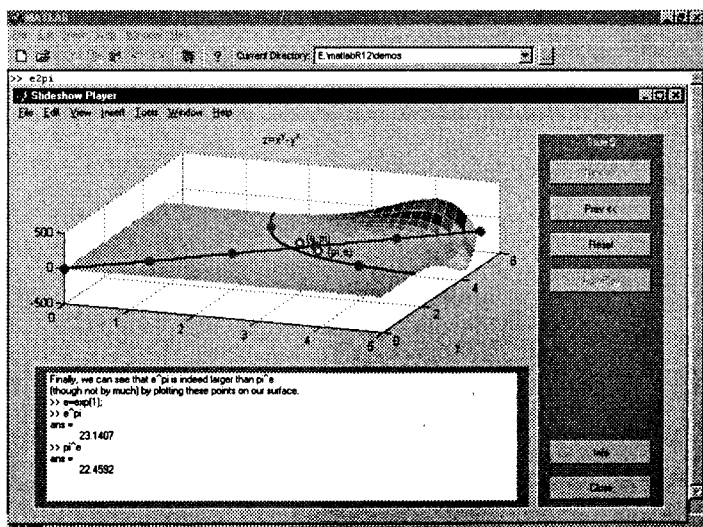 MATLAB
? Current Directory: E:\matlabR12\demos
>> e2pi
Slideshow Player
File Edit View Insert Tools Window Help
z=x^y-y^x
500
0
-500
0
1
2
3
4
5
0
2
4
6
Prev <<
Reset
Info
Close
Finally, we can see that e^pi is indeed larger than pi^e
(though not by much) by plotting these points on our surface.
>> e=exp(1);
>> e^pi
ans =
23.1407
>> pi^e
ans =
22.4592